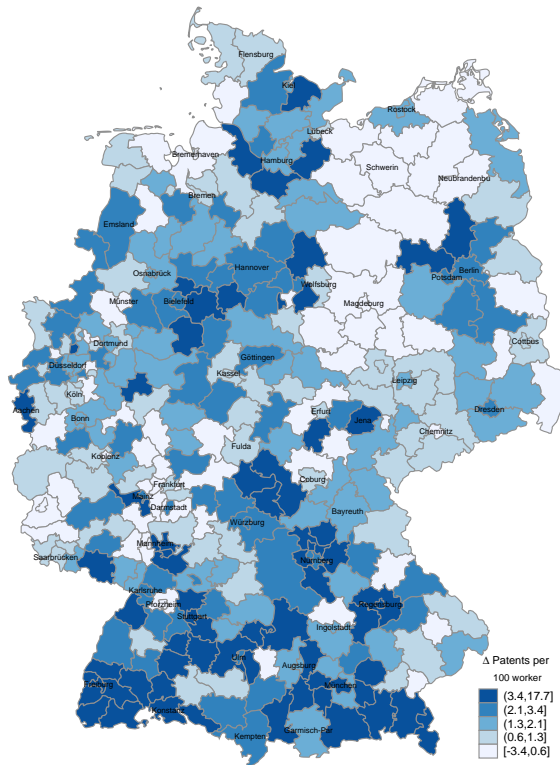 Flensburg
Kiel
Rostock
Lübeck
Bremerhaven
Hamburg
Schwerin
Neubrandenbu
Bremen
Emsland
Osnabrück
Hannover
Berlin
Potsdam
Wolfsburg
Münster
Bielefeld
Magdeburg
Cottbus
Dortmund
Göttingen
Düsseldorf
Kassel
Leipzig
Köln
Aachen
Erfurt
Jena
Dresden
Bonn
Chemnitz
Fulda
Koblenz
Coburg
Frankfurt
Mainz
Darmstadt
Bayreuth
Würzburg
Mannheim
Saarbrücken
Nürnberg
Karlsruhe
Pforzheim
Regensburg
Stuttgart
Ingolstadt
Ulm
Augsburg
Freiburg
München
Konstanz
Kempten
Garmisch-Par
Δ Patents per
100 worker
(3.4,17.7]
(2.1,3.4]
(1.3,2.1]
(0.6,1.3]
[-3.4,0.6]